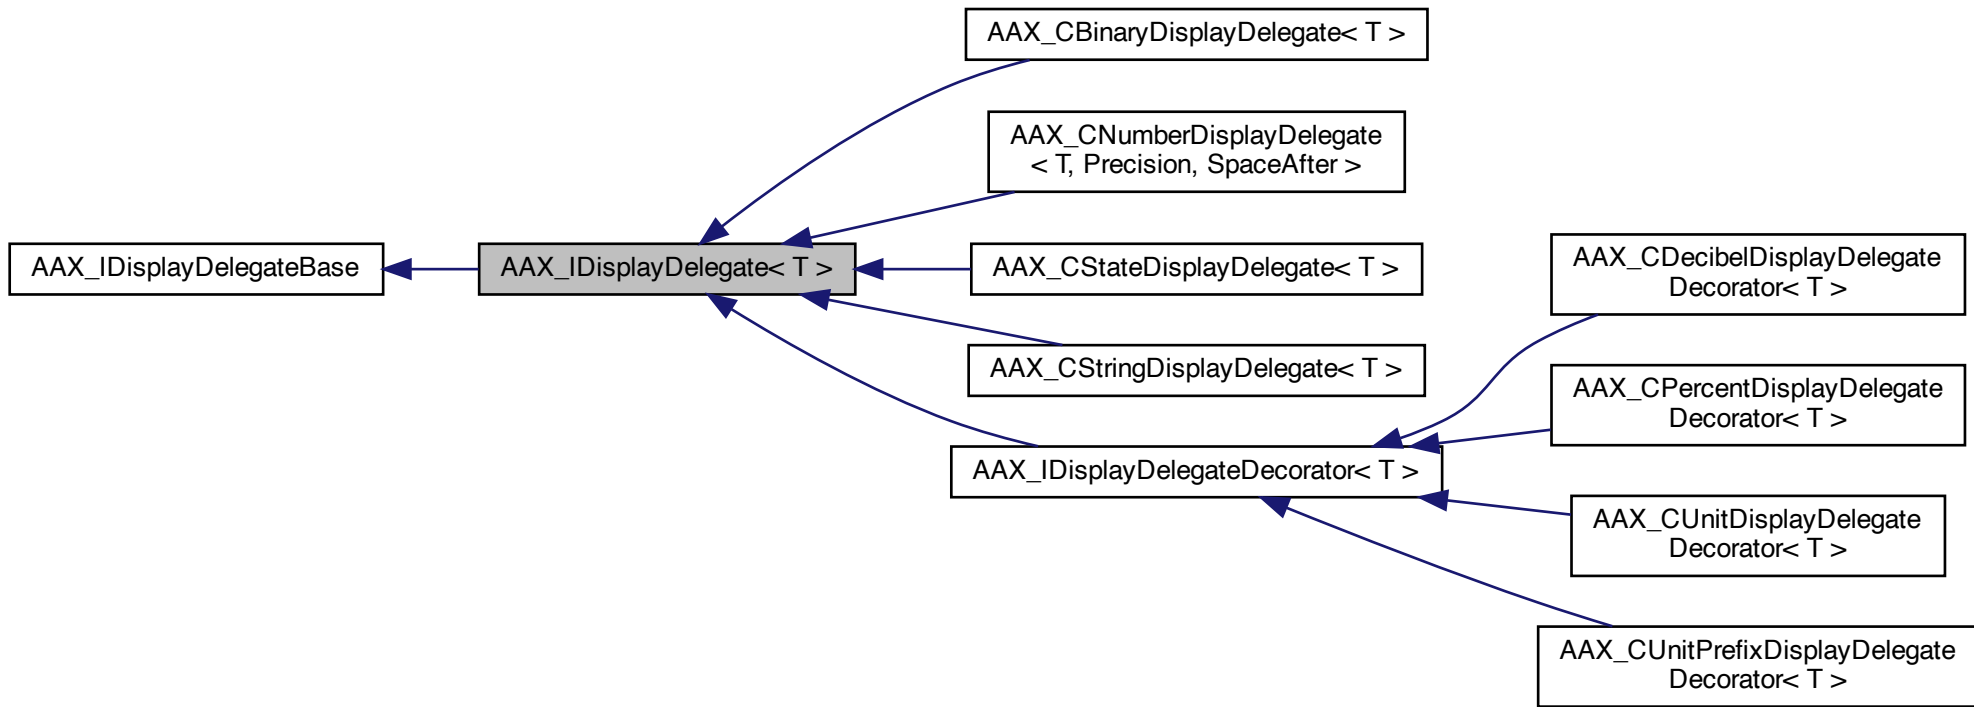 AAX_CBinaryDisplayDelegate< T >
AAX_CNumberDisplayDelegate
< T, Precision, SpaceAfter >
AAX_IDisplayDelegateBase
AAX_IDisplayDelegate< T >
AAX_CStateDisplayDelegate< T >
AAX_CStringDisplayDelegate< T >
AAX_IDisplayDelegateDecorator< T >
AAX_CDecibelDisplayDelegate
Decorator< T >
AAX_CPercentDisplayDelegate
Decorator< T >
AAX_CUnitDisplayDelegate
Decorator< T >
AAX_CUnitPrefixDisplayDelegate
Decorator< T >